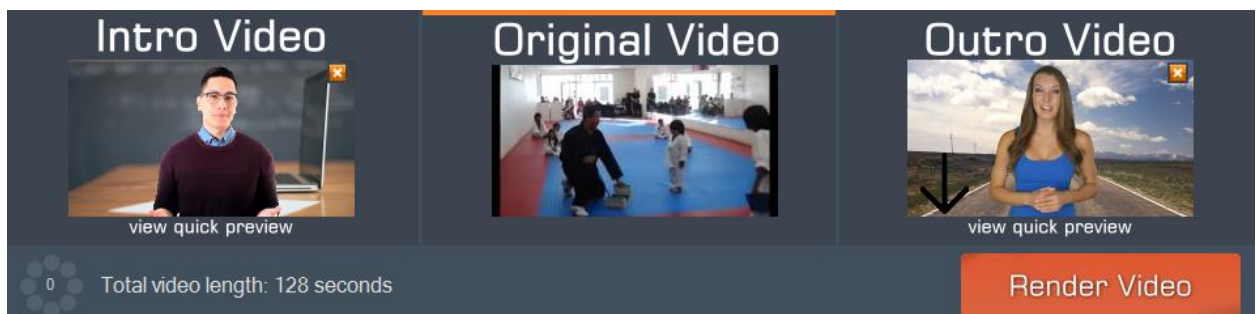 Intro Video
Original Video
Outro Video
view quick preview
view quick preview
0
Total video length: 128 seconds
Render Video